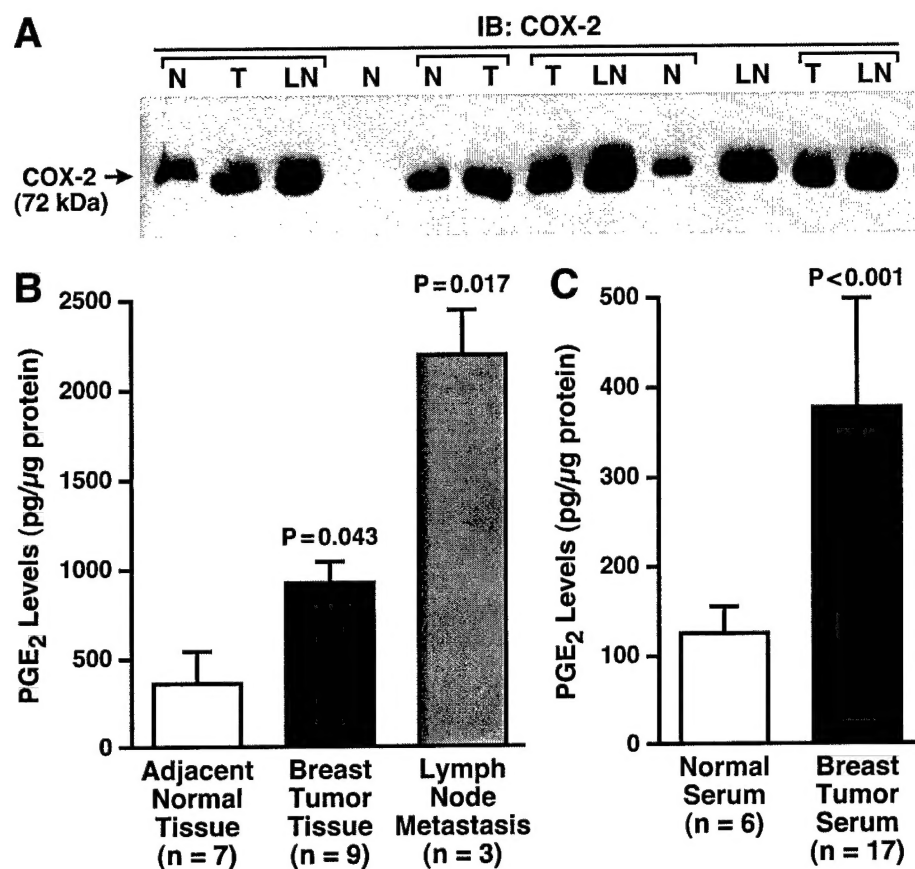 A
IB: COX-2
N T LN N N T T LN N LN T LN
COX-2
(72 kDa)
B
PGE2 Levels (pg/µg protein)
2500
2000
1500
1000
500
0
P=0.043
P=0.017
Adjacent
Normal
Tissue
(n = 7)
Breast
Tumor
Tissue
(n = 9)
Lymph
Node
Metastasis
(n = 3)
C
PGE2 Levels (pg/µg protein)
500
400
300
200
100
0
P<0.001
Normal
Serum
(n = 6)
Breast
Tumor
Serum
(n = 17)